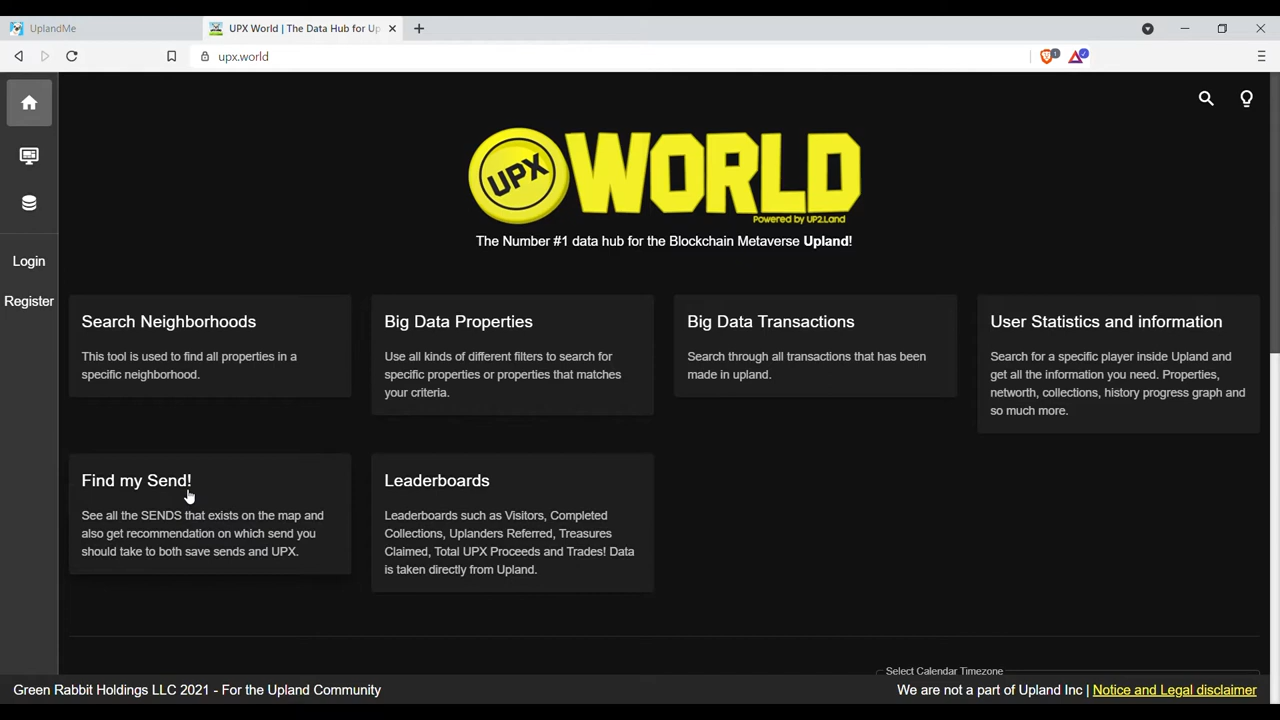 UplandMe
UPX World | The Data Hub for Up
upx.world
1
UPX WORLD
Powered by UP2.Land
The Number #1 data hub for the Blockchain Metaverse Upland!
Login
Register
Search Neighborhoods
This tool is used to find all properties in a
specific neighborhood.
Big Data Properties
Use all kinds of different filters to search for
specific properties or properties that matches
your criteria.
Big Data Transactions
Search through all transactions that has been
made in upland.
User Statistics and information
Search for a specific player inside Upland and
get all the information you need. Properties,
networth, collections, history progress graph and
so much more.
Find my Send!
See all the SENDS that exists on the map and
also get recommendation on which send you
should take to both save sends and UPX.
Leaderboards
Leaderboards such as Visitors, Completed
Collections, Uplanders Referred, Treasures
Claimed, Total UPX Proceeds and Trades! Data
is taken directly from Upland.
Select Calendar Timezone
Green Rabbit Holdings LLC 2021 - For the Upland Community
We are not a part of Upland Inc | Notice and Legal disclaimer